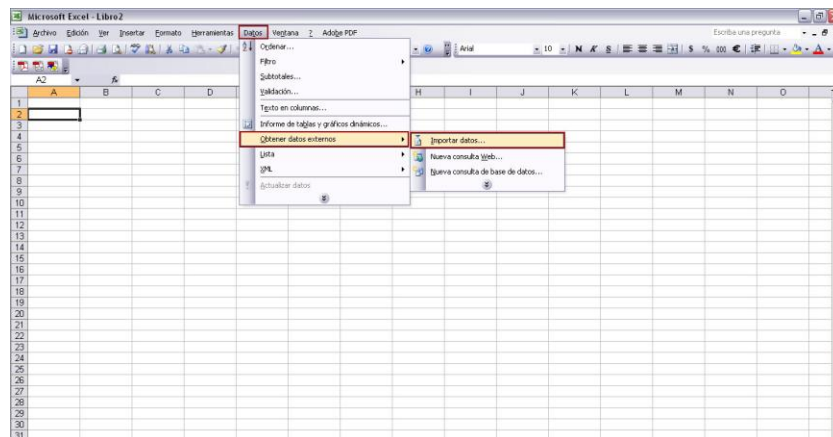 Microsoft Excel - Libro2
Archivo Edición Ver Insertar Formato Herramientas Datos Ventana ? Adobe PDF Escriba una pregunta
Arial 10 N K S $ % 000 €
A2 fx
A B C D H I J K L M N O
Ordenar...
Filtro
Subtotales...
Validación...
Texto en columnas...
Informe de tablas y gráficos dinámicos...
Obtener datos externos
Importar datos...
Lista
Nueva consulta Web...
XML
Nueva consulta de base de datos...
Actualizar datos
1
2
3
4
5
6
7
8
9
10
11
12
13
14
15
16
17
18
19
20
21
22
23
24
25
26
27
28
29
30
31